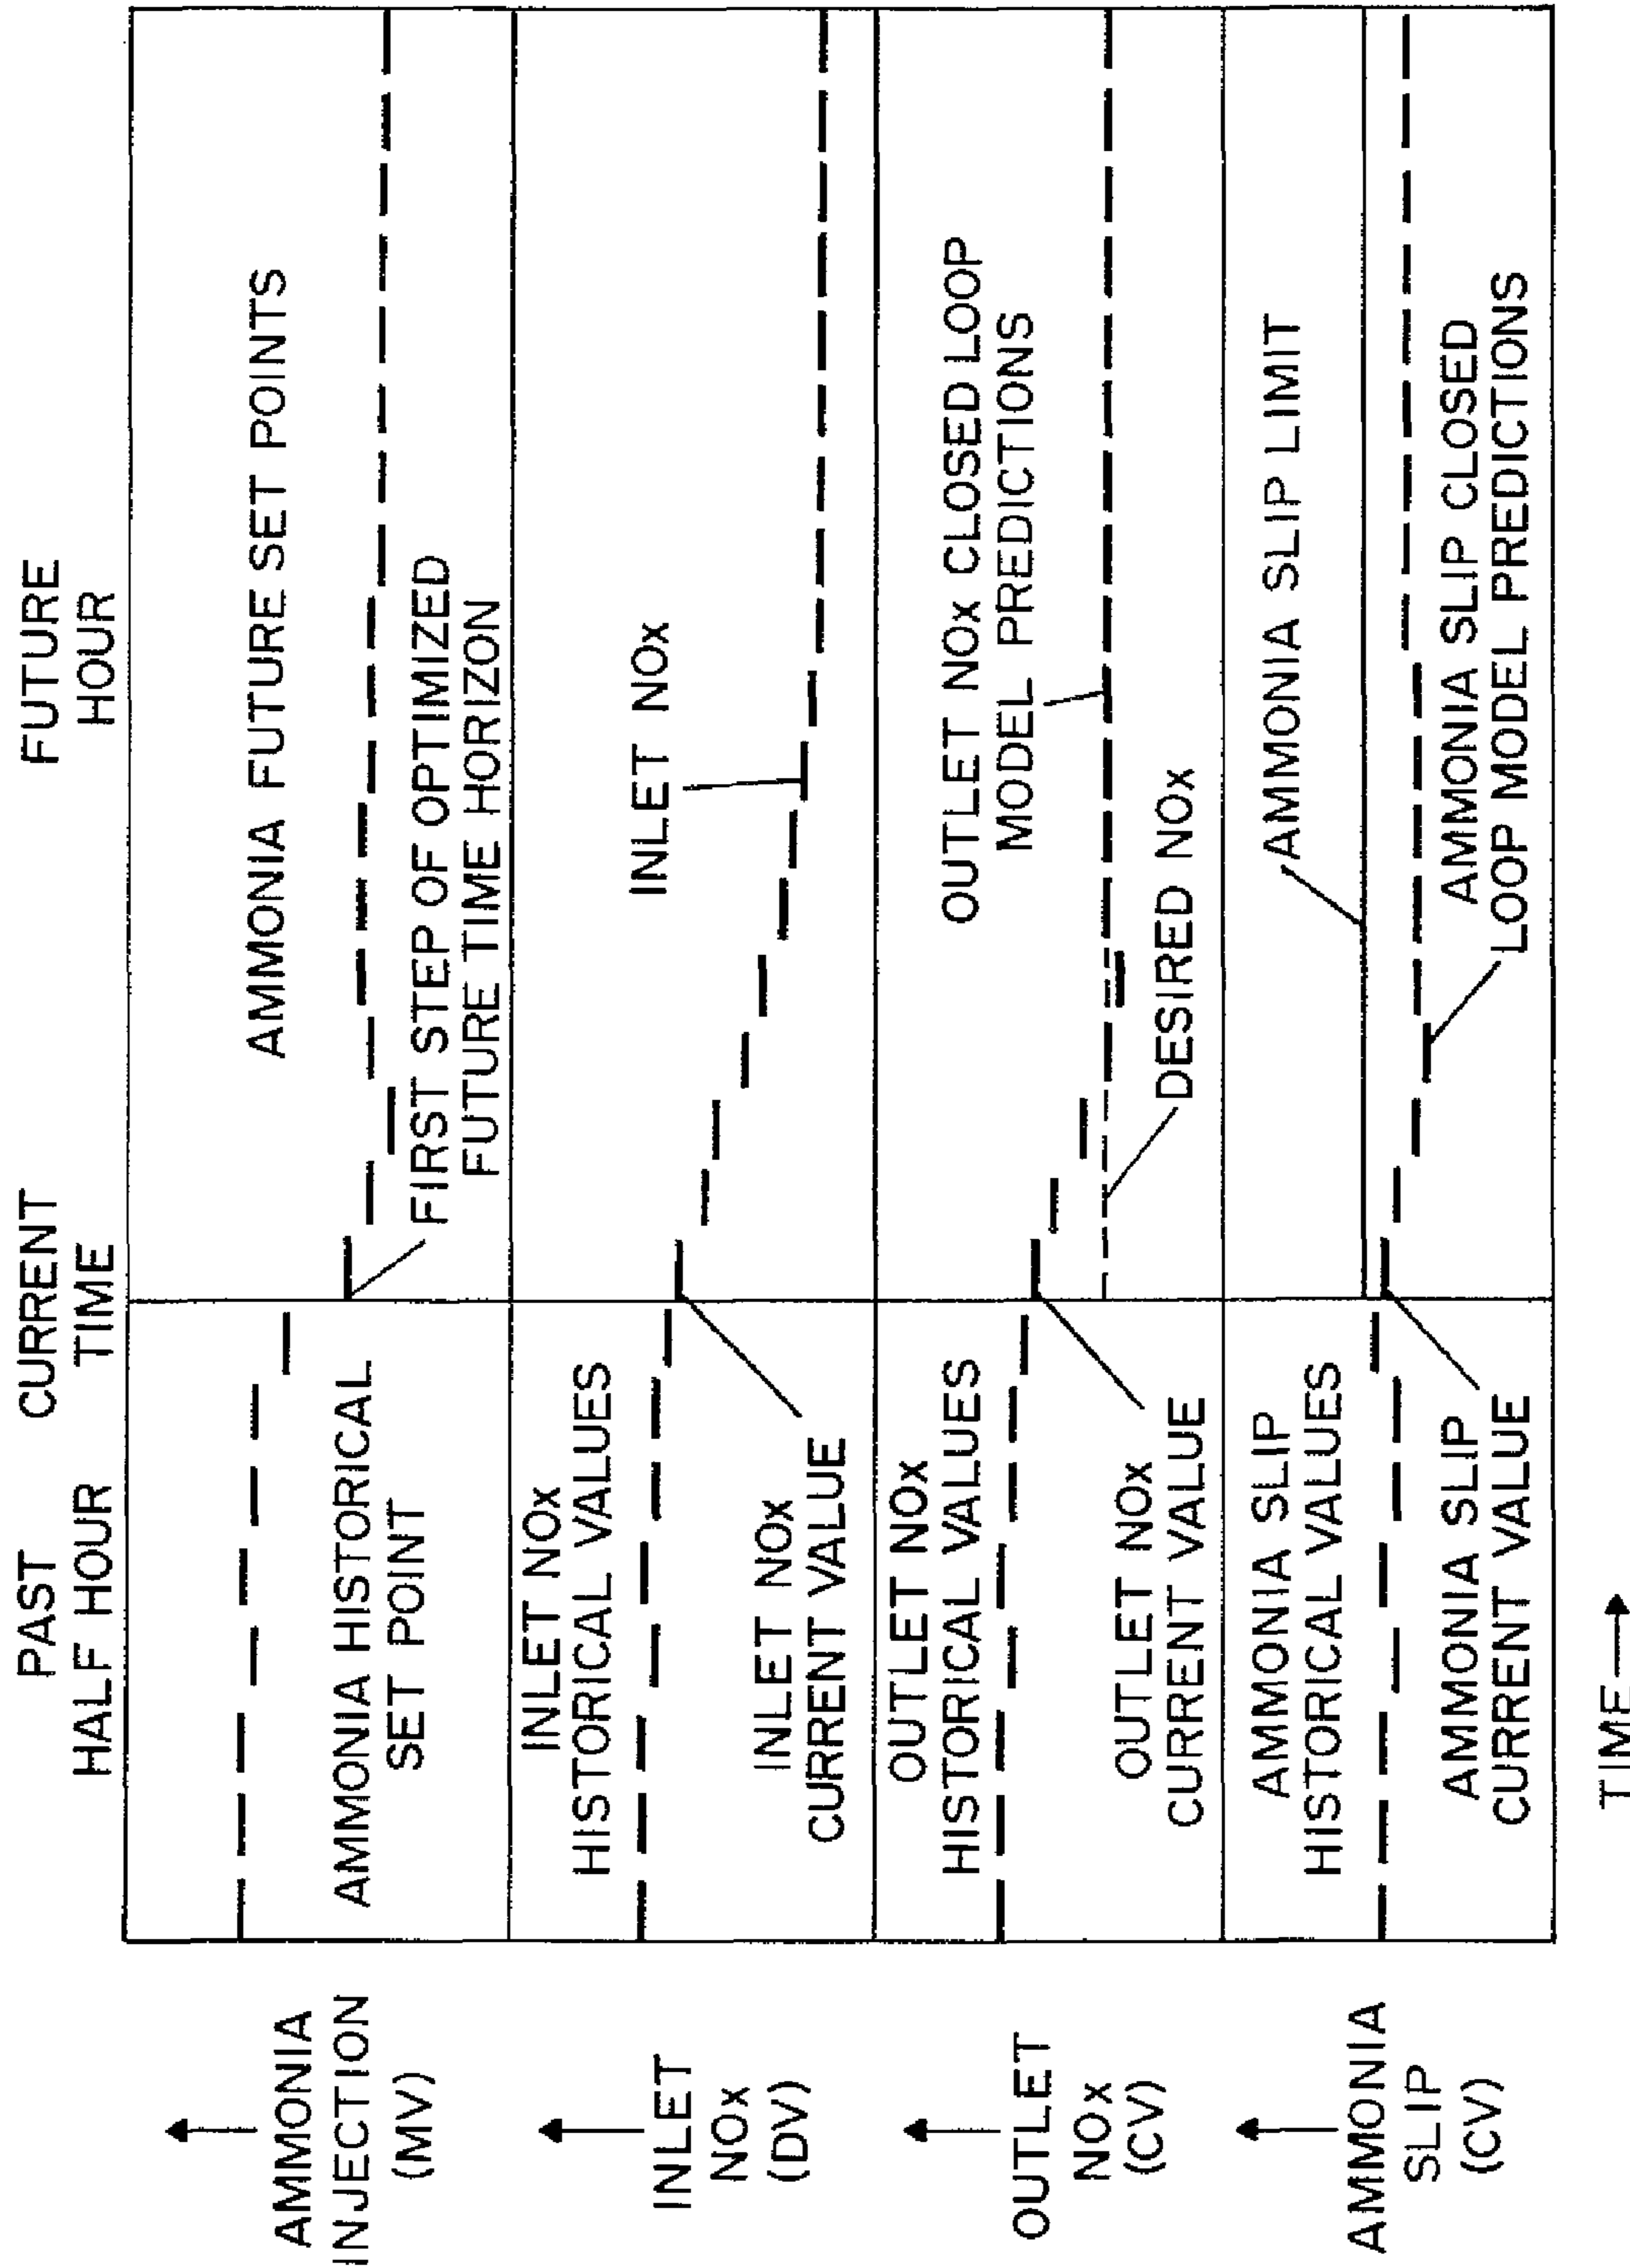 PAST
HALF HOUR
CURRENT
TIME
FUTURE
HOUR
AMMONIA
INJECTION
(MV)
AMMONIA HISTORICAL
SET POINT
AMMONIA FUTURE SET POINTS
FIRST STEP OF OPTIMIZED
FUTURE TIME HORIZON
INLET
NOx
(DV)
INLET NOx
HISTORICAL VALUES
INLET NOx
CURRENT VALUE
INLET NOx
OUTLET
NOx
(CV)
OUTLET NOx
HISTORICAL VALUES
OUTLET NOx
CURRENT VALUE
OUTLET NOx CLOSED LOOP
MODEL PREDICTIONS
DESIRED NOx
AMMONIA
SLIP
(CV)
AMMONIA SLIP
HISTORICAL VALUES
AMMONIA SLIP
CURRENT VALUE
AMMONIA SLIP LIMIT
AMMONIA SLIP CLOSED
LOOP MODEL PREDICTIONS
TIME